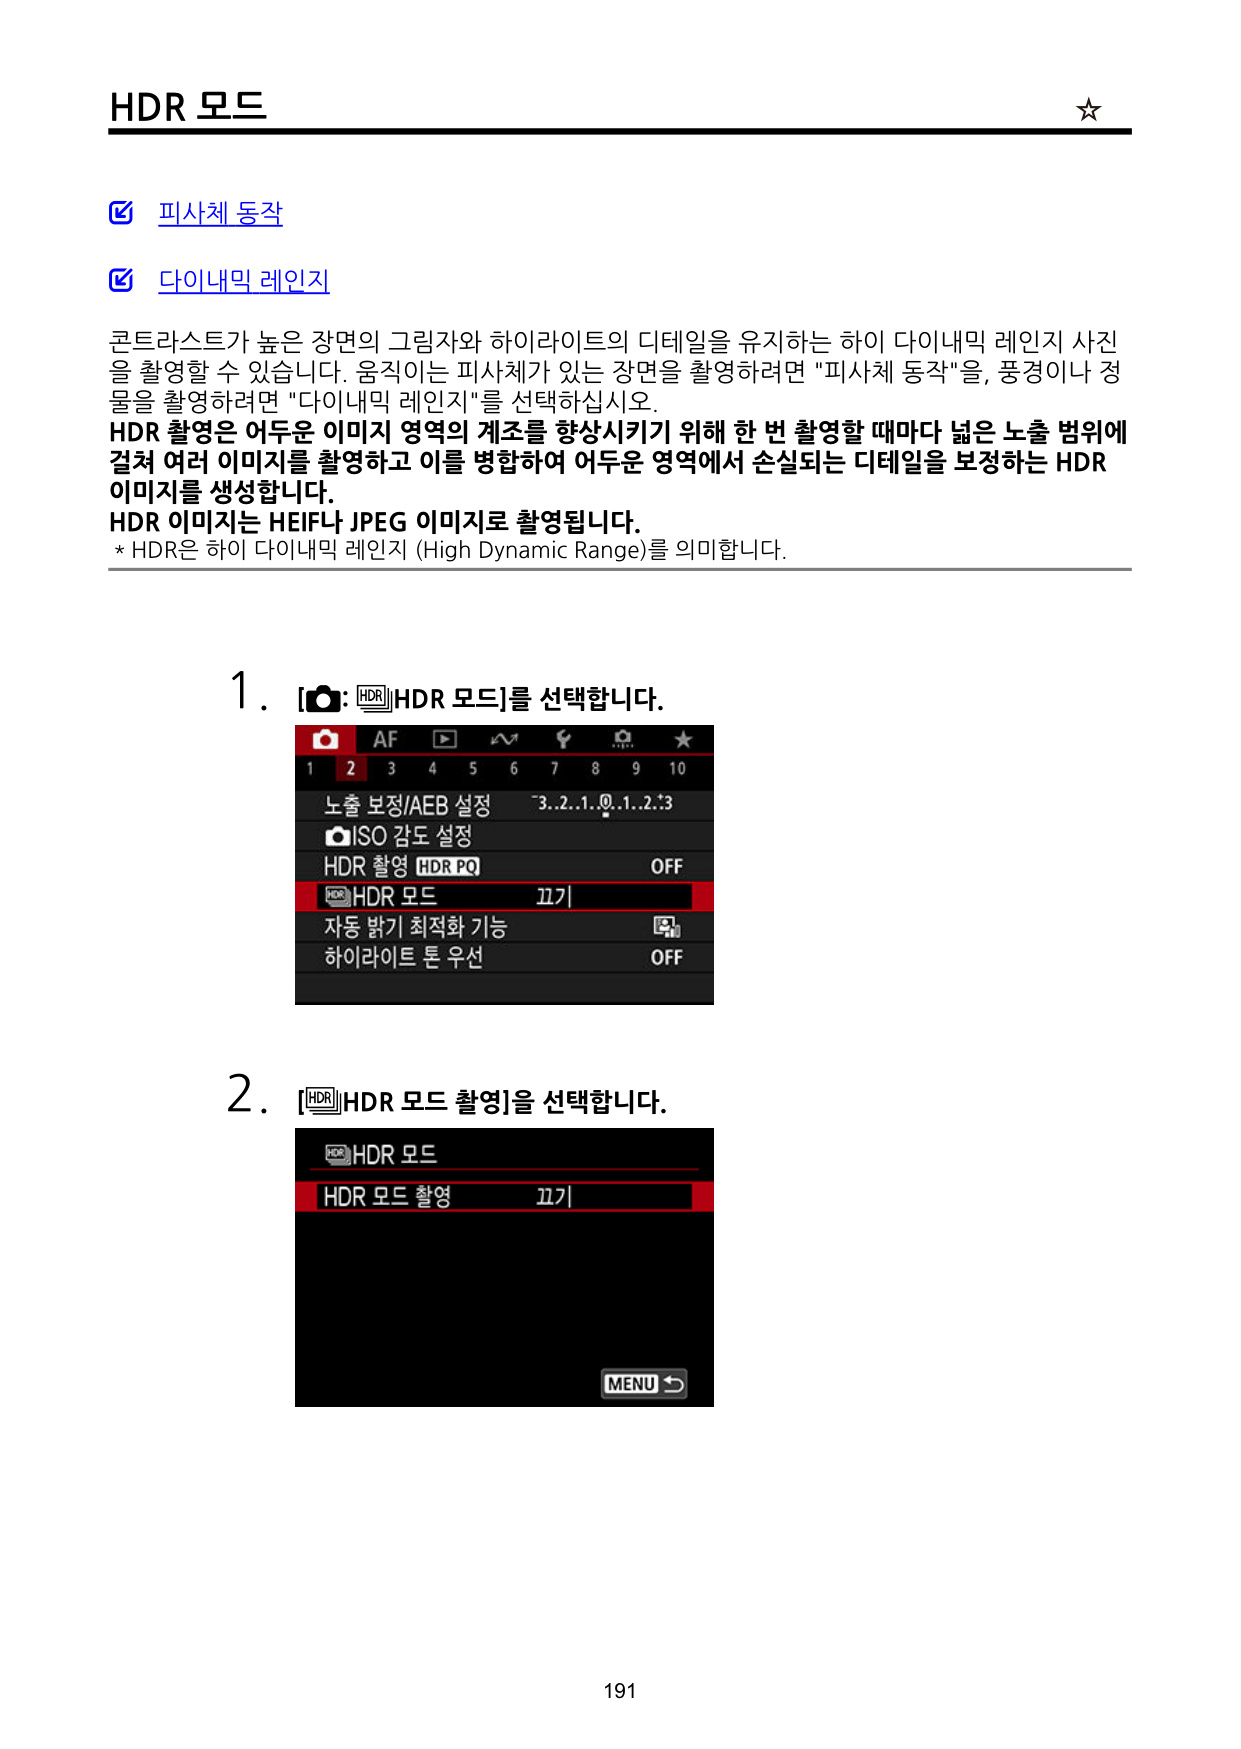 HDR 모드 ☆
피사체 동작
다이내믹 레인지
콘트라스트가 높은 장면의 그림자와 하이라이트의 디테일을 유지하는 하이 다이내믹 레인지 사진
을 촬영할 수 있습니다. 움직이는 피사체가 있는 장면을 촬영하려면 "피사체 동작"을, 풍경이나 정
물을 촬영하려면 "다이내믹 레인지"를 선택하십시오.
HDR 촬영은 어두운 이미지 영역의 계조를 향상시키기 위해 한 번 촬영할 때마다 넓은 노출 범위에
걸쳐 여러 이미지를 촬영하고 이를 병합하여 어두운 영역에서 손실되는 디테일을 보정하는 HDR
이미지를 생성합니다.
HDR 이미지는 HEIF나 JPEG 이미지로 촬영됩니다.
* HDR은 하이 다이내믹 레인지 (High Dynamic Range)를 의미합니다.
1. [: HDR HDR 모드]를 선택합니다.
AF
1 2 3 4 5 6 7 8 9 10
노출 보정/AEB 설정 -3..2..1..0..1..2.+3
ISO 감도 설정
HDR 촬영 HDR PQ OFF
HDR HDR 모드 끄기
자동 밝기 최적화 기능
하이라이트 톤 우선 OFF
2. [HDR HDR 모드 촬영]을 선택합니다.
HDR HDR 모드
HDR 모드 촬영 끄기
MENU
191